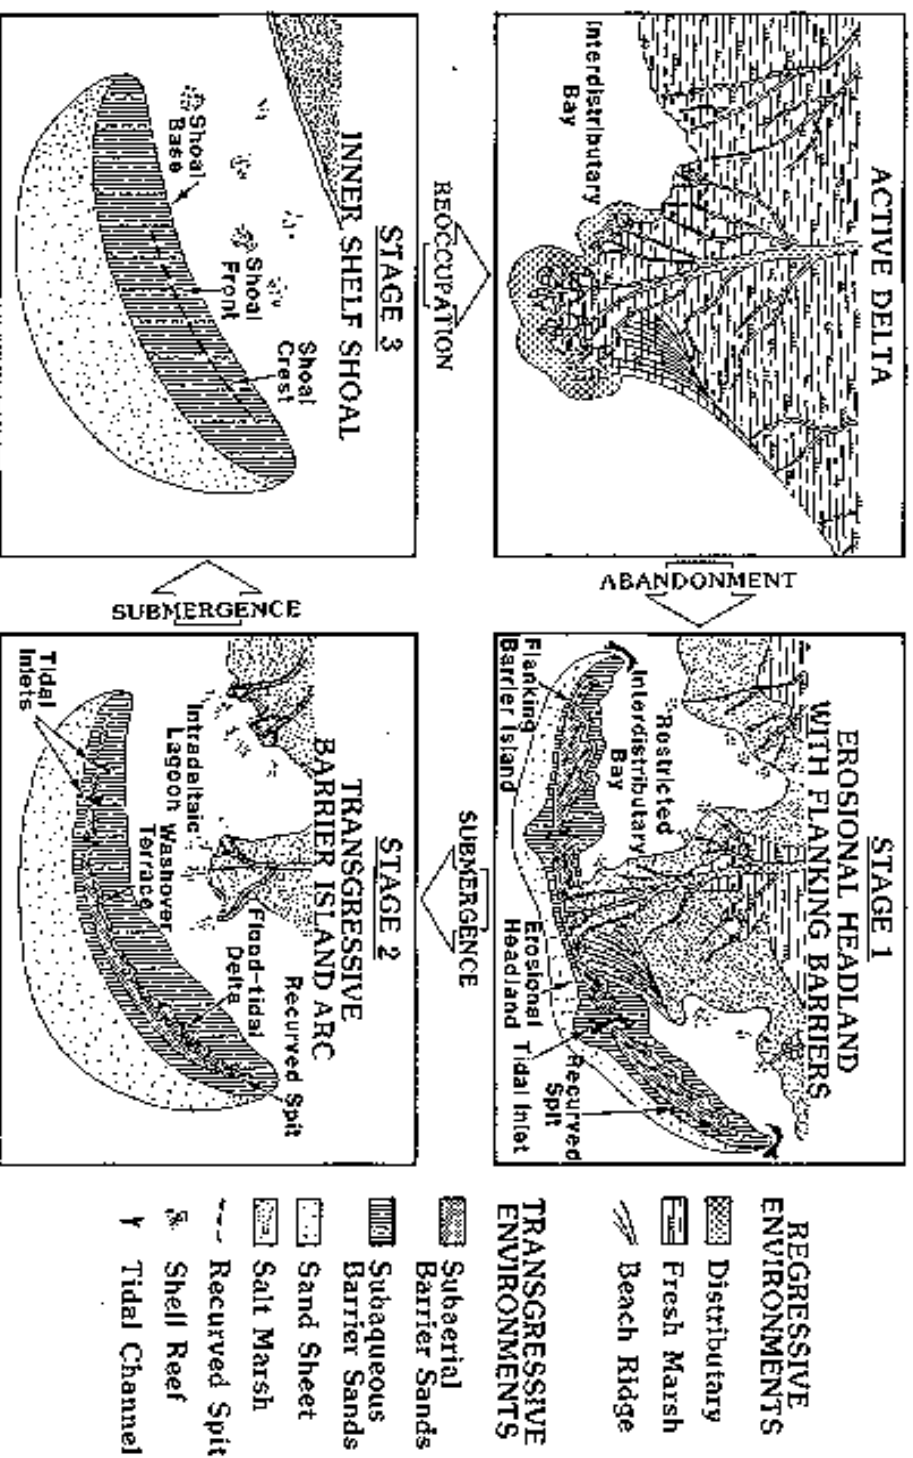 ACTIVE DELTA
Interdistributary
Bay
ABANDONMENT
STAGE 1
EROSIONAL HEADLAND
WITH FLANKING BARRIERS
Rostricted
Interdistributary
Bay
Flanking
Barrier Island
Erosional
Headland
Tidal Inlet
Recurved
Spit
REOCCUPATION
SUBMERGENCE
STAGE 3
INNER SHELF SHOAL
Shoal
Base
Shoal
Front
Shoal
Crest
SUBMERGENCE
STAGE 2
TRANSGRESSIVE
BARRIER ISLAND ARC
Intradeltaic
Lagoon
Washover
Terrace
Tidal
Inlets
Flood-tidal
Delta
Recurved Spit
REGRESSIVE
ENVIRONMENTS
Distributary
Fresh Marsh
Beach Ridge
TRANSGRESSIVE
ENVIRONMENTS
Subaerial
Barrier Sands
Subaqueous
Barrier Sands
Sand Sheet
Salt Marsh
Recurved Spit
Shell Reef
Tidal Channel